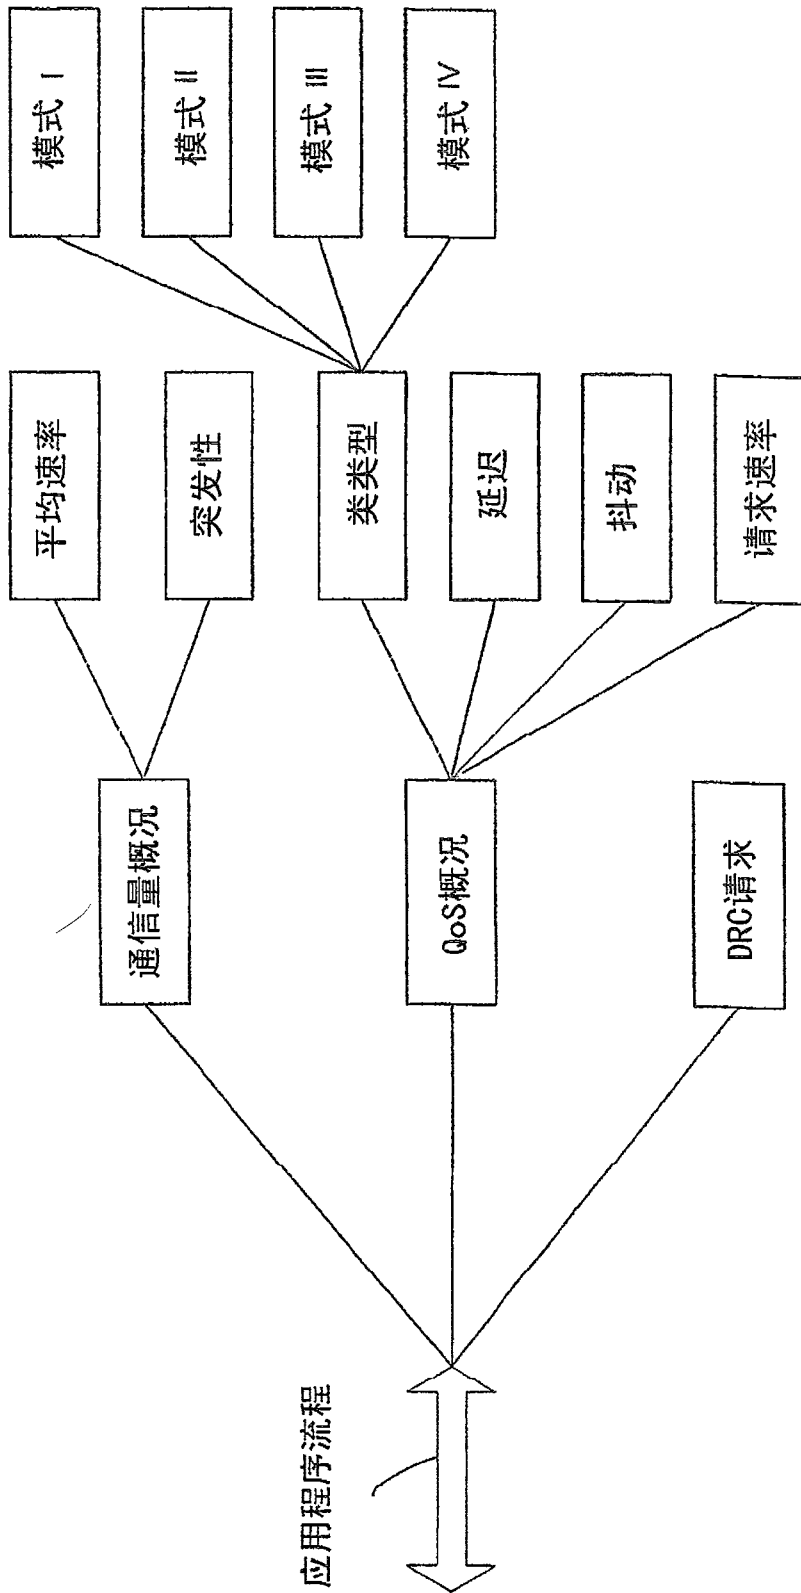 应用程序流程
通信量概况
QoS概况
DRC请求
平均速率
突发性
类类型
延迟
抖动
请求速率
模式 I
模式 II
模式 III
模式 IV